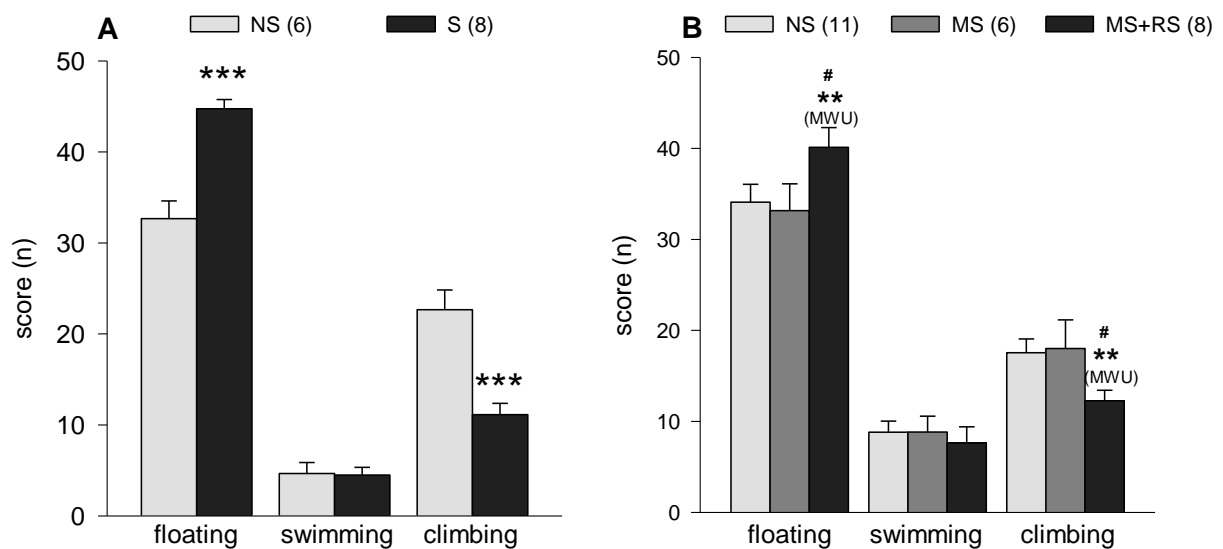 A
NS (6) S (8)
score (n)
50
40
30
20
10
0
***
***
floating swimming climbing
B
NS (11) MS (6) MS+RS (8)
score (n)
50
40
30
20
10
0
#
**
(MWU)
#
**
(MWU)
floating swimming climbing